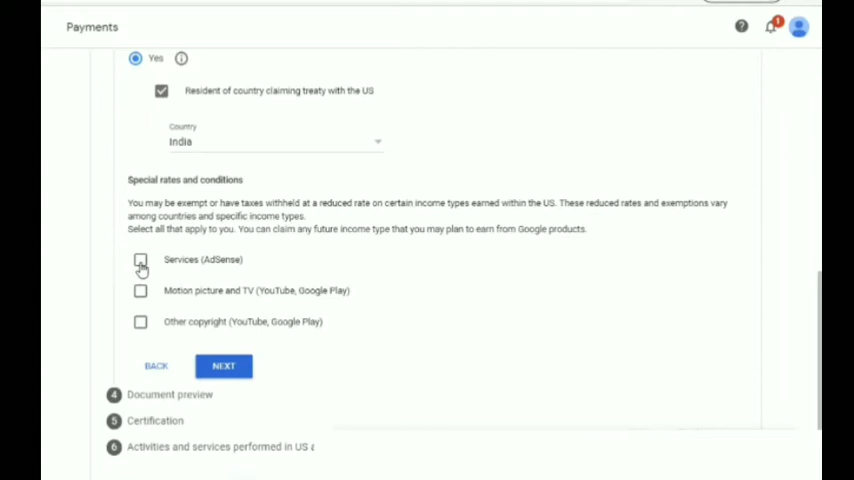 Payments
1
Yes
Resident of country claiming treaty with the US
Country
India
Special rates and conditions
You may be exempt or have taxes withheld at a reduced rate on certain income types earned within the US. These reduced rates and exemptions vary
among countries and specific income types.
Select all that apply to you. You can claim any future income type that you may plan to earn from Google products.
Services (AdSense)
Motion picture and TV (YouTube, Google Play)
Other copyright (YouTube, Google Play)
BACK NEXT
4 Document preview
5 Certification
6 Activities and services performed in US